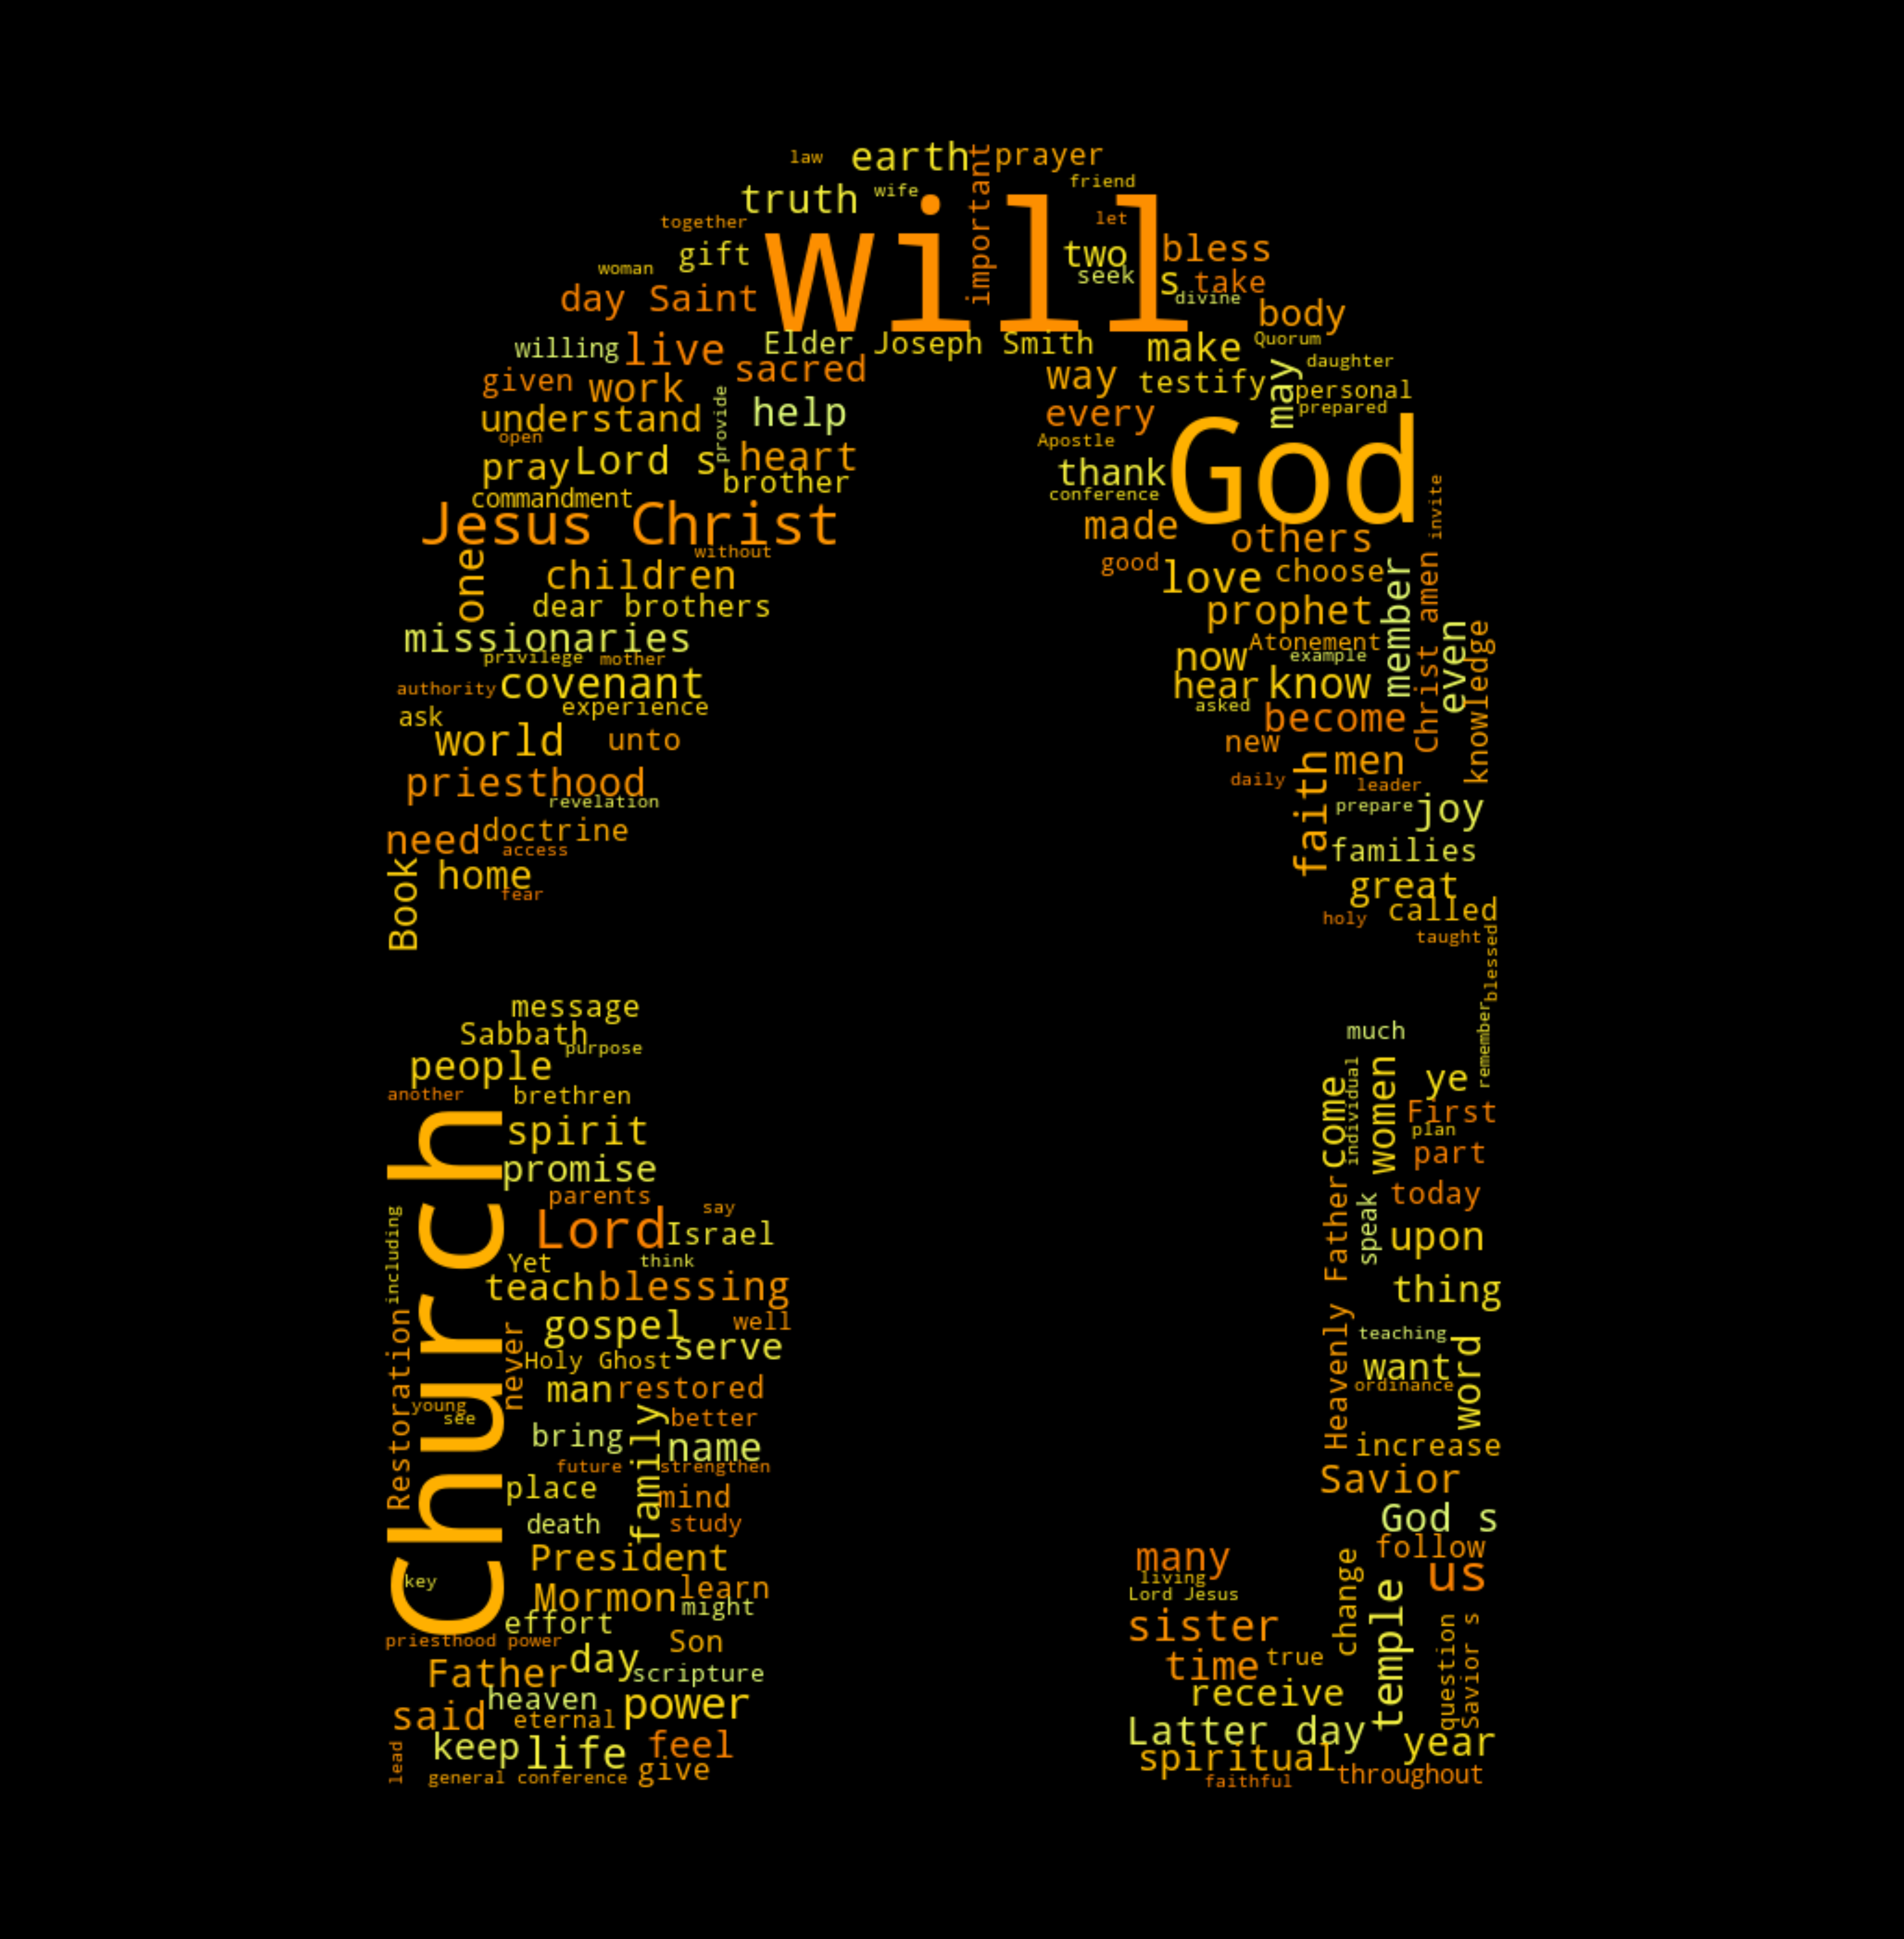 law earth important prayer
truth wife friend
together will let
gift two bless
woman seek s take
day Saint divine
body
willing live Elder Joseph Smith make Quorum
given work sacred way testify may daughter
personal
understand provide help every prepared
open Apostle
pray Lord s heart thank God
commandment brother conference
Jesus Christ made invite
without others
one children good love choose member Christ amen
dear brothers prophet
missionaries Atonement even knowledge
privilege mother now example
authority covenant hear know
ask experience asked become
world unto new men
priesthood daily leader
revelation faith prepare joy
need doctrine families
access
Book home great
fear holy called
taught blessed
message
Sabbath much remember
purpose
people come individual women ye
another brethren First
Church spirit plan
promise part
parents Heavenly Father today
including Lord say speak
Israel upon
Yet think
teach blessing thing
Restoration gospel well
never serve teaching
Holy Ghost want word
man restored ordinance
young see family better
bring name increase
future strengthen
place mind Savior
death study God s
President many follow
key living change us
Mormon learn Lord Jesus temple
might
effort sister question Savior s
priesthood power Son
day time true
Father scripture receive
heaven power
said eternal Latter day
lead keep life feel spiritual year
general conference give faithful throughout